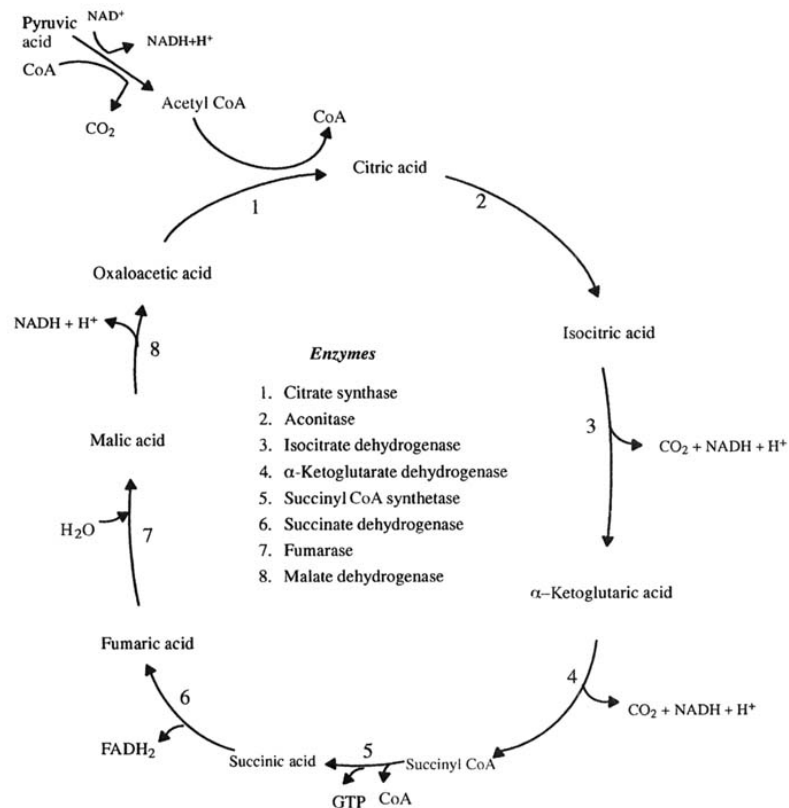 Pyruvic
acid
NAD⁺
NADH+H⁺
CoA
CO₂
Acetyl CoA
CoA
Citric acid
1
2
Oxaloacetic acid
Isocitric acid
NADH + H⁺
8
3
CO₂ + NADH + H⁺
Enzymes
1. Citrate synthase
2. Aconitase
3. Isocitrate dehydrogenase
4. α-Ketoglutarate dehydrogenase
5. Succinyl CoA synthetase
6. Succinate dehydrogenase
7. Fumarase
8. Malate dehydrogenase
Malic acid
H₂O
7
α–Ketoglutaric acid
Fumaric acid
4
CO₂ + NADH + H⁺
6
FADH₂
Succinic acid
5
Succinyl CoA
GTP
CoA